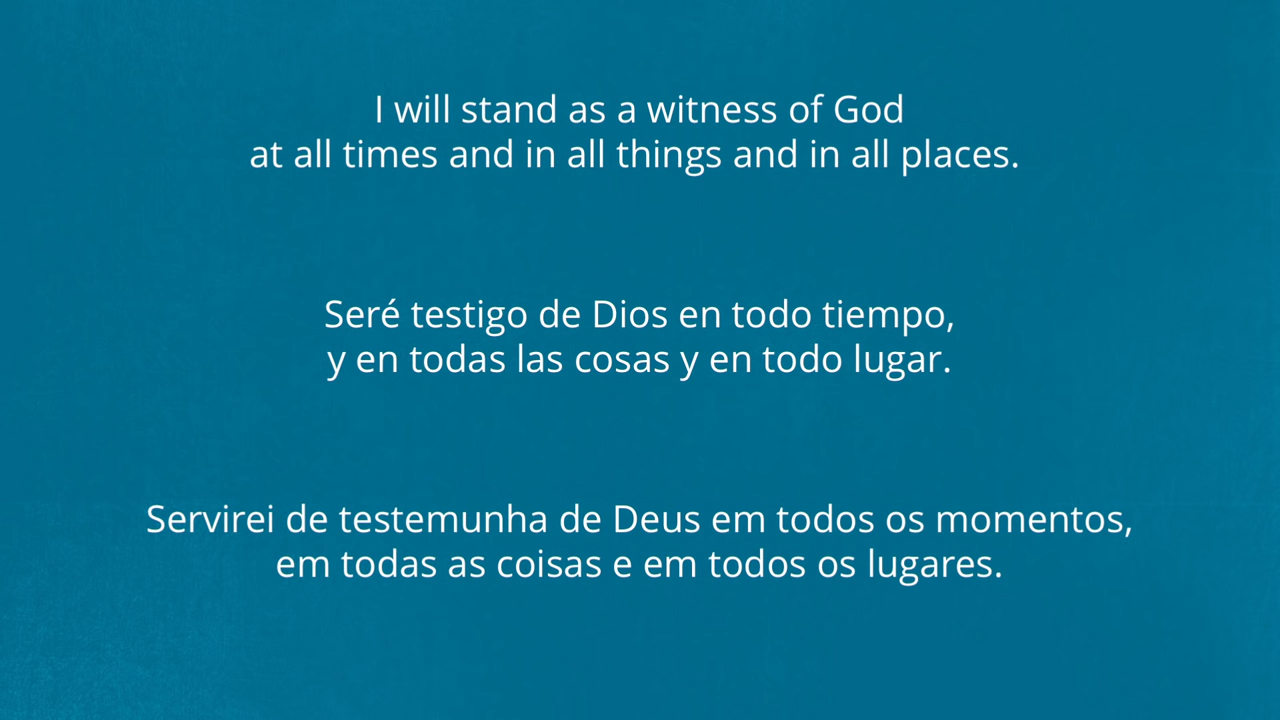 I will stand as a witness of God
at all times and in all things and in all places.
Seré testigo de Dios en todo tiempo,
y en todas las cosas y en todo lugar.
Servirei de testemunha de Deus em todos os momentos,
em todas as coisas e em todos os lugares.